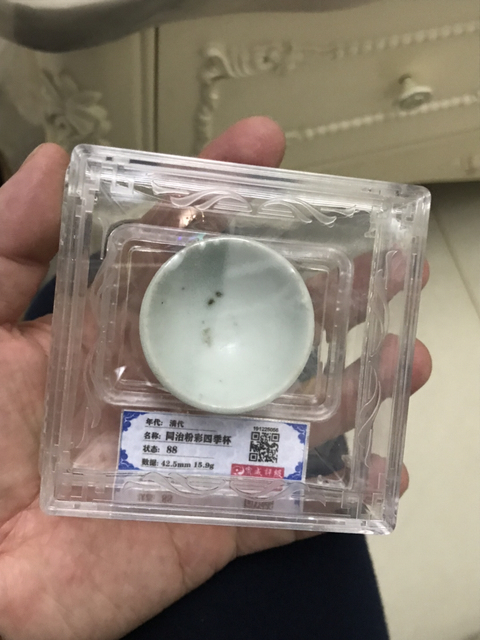 年代: 清代
191225006
名称: 同治粉彩四季杯
状态: 88
数据: 42.5mm 15.9g